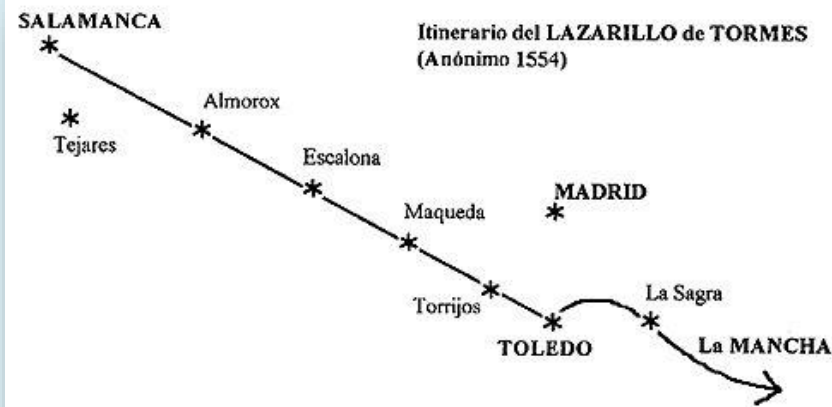 SALAMANCA
Itinerario del LAZARILLO de TORMES
(Anónimo 1554)
Almorox
Tejares
Escalona
MADRID
Maqueda
La Sagra
Torrijos
TOLEDO
La MANCHA